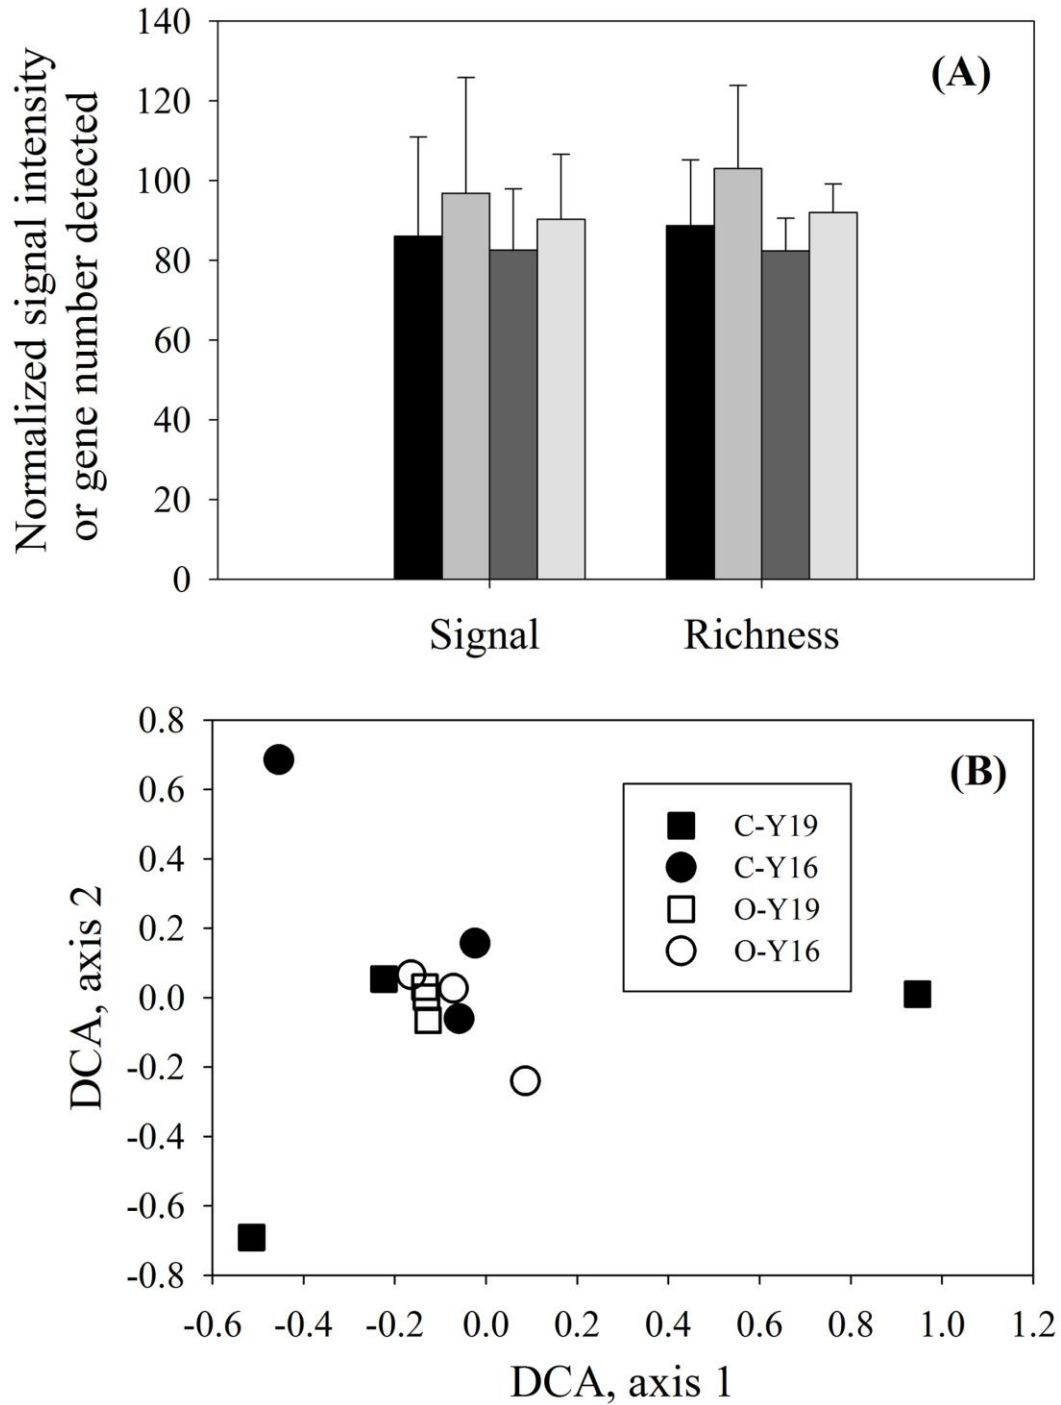 (A)
Normalized signal intensity
or gene number detected
140
120
100
80
60
40
20
0
Signal Richness
(B)
C-Y19
C-Y16
O-Y19
O-Y16
DCA, axis 2
0.8
0.6
0.4
0.2
0.0
-0.2
-0.4
-0.6
-0.8
-0.6 -0.4 -0.2 0.0 0.2 0.4 0.6 0.8 1.0 1.2
DCA, axis 1